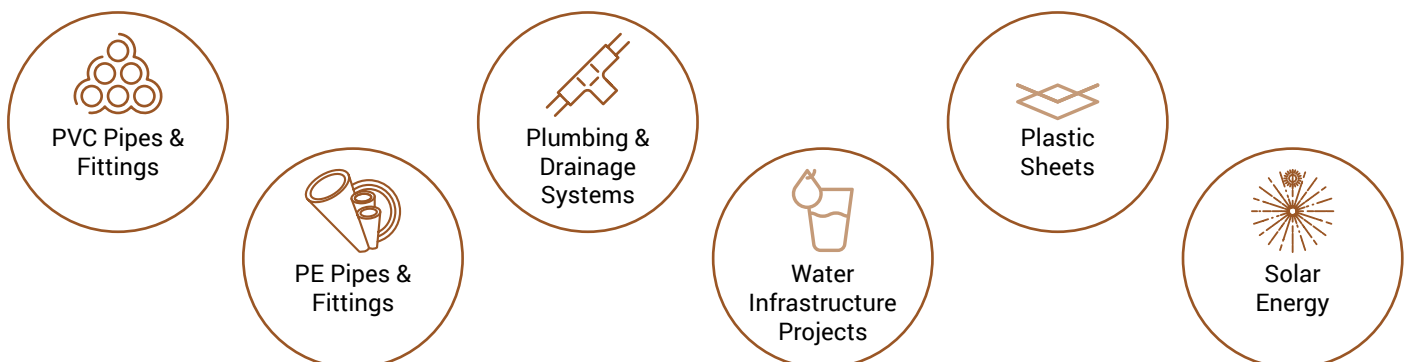 PVC Pipes &
Fittings
PE Pipes &
Fittings
Plumbing &
Drainage
Systems
Water
Infrastructure
Projects
Plastic
Sheets
Solar
Energy